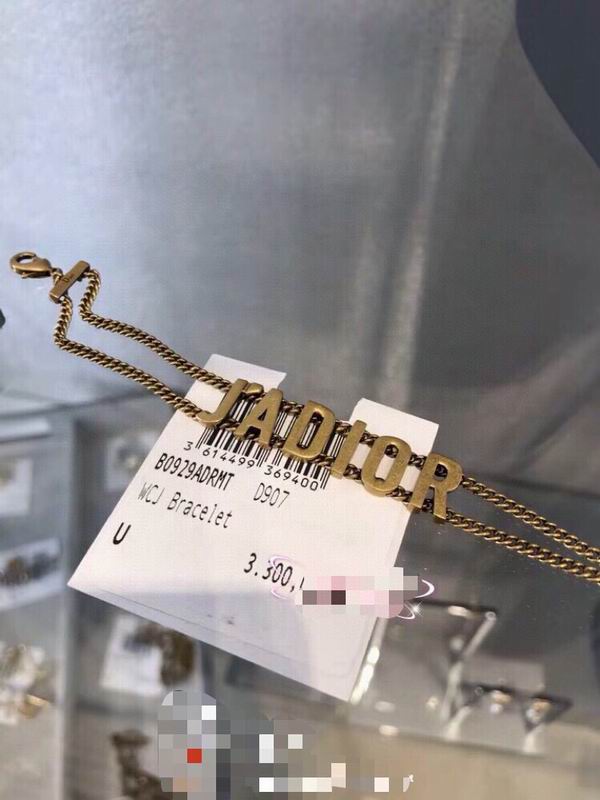 J'ADIOR
3 614499 369400
B0929ADRMT D907
WCJ Bracelet
U
3.300,